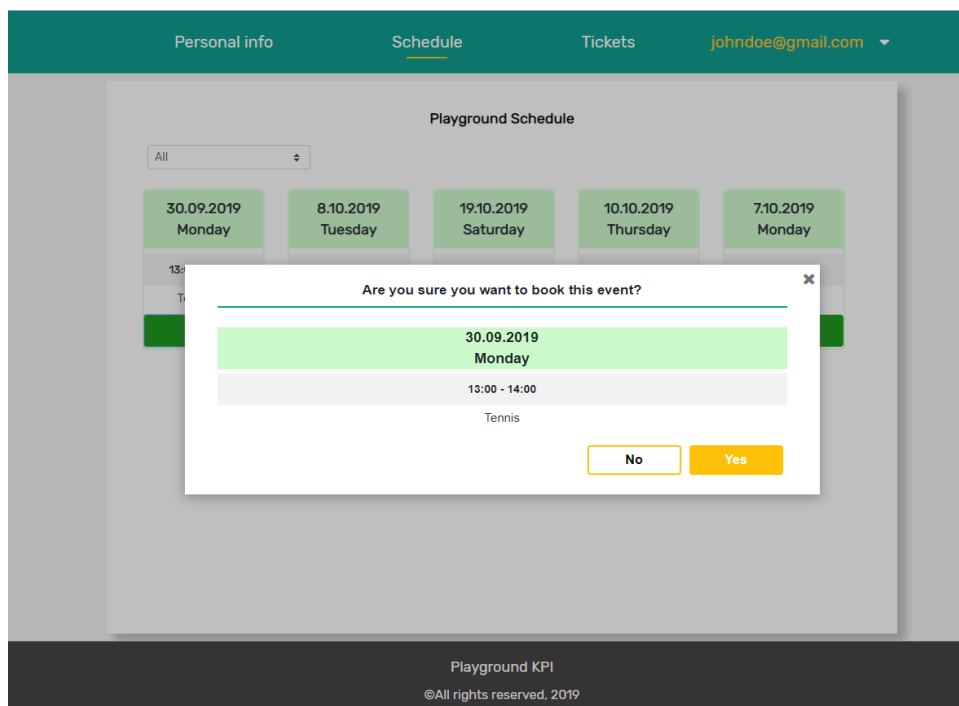 Personal info Schedule Tickets johndoe@gmail.com
Playground Schedule
All
30.09.2019 8.10.2019 19.10.2019 10.10.2019 7.10.2019
Monday Tuesday Saturday Thursday Monday
Are you sure you want to book this event?
30.09.2019
Monday
13:00 - 14:00
Tennis
No Yes
Playground KPI
©All rights reserved, 2019